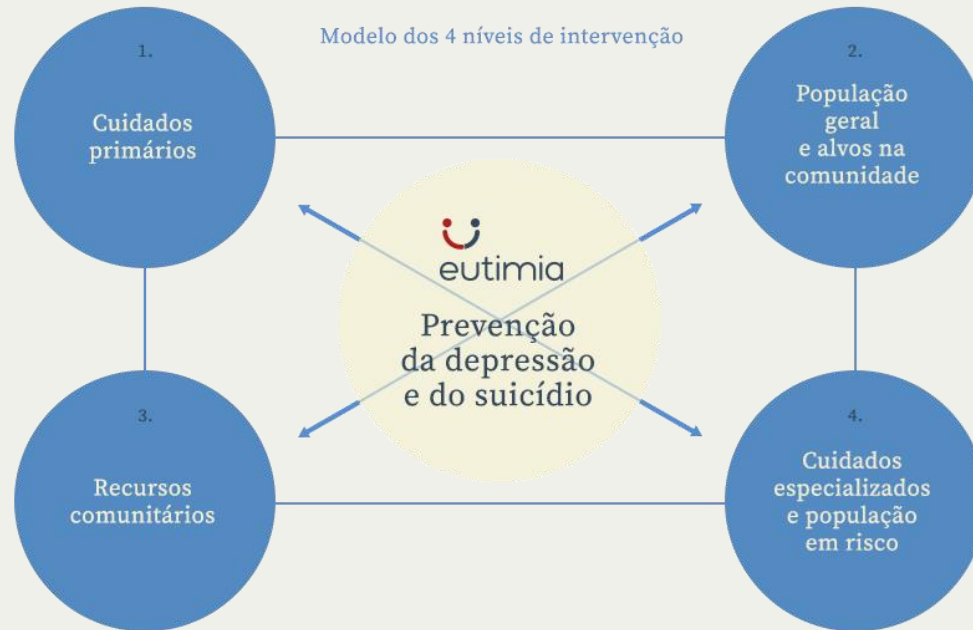 Modelo dos 4 níveis de intervenção
1.
Cuidados
primários
2.
População
geral
e alvos na
comunidade
eutimia
Prevenção
da depressão
e do suicídio
3.
Recursos
comunitários
4.
Cuidados
especializados
e população
em risco